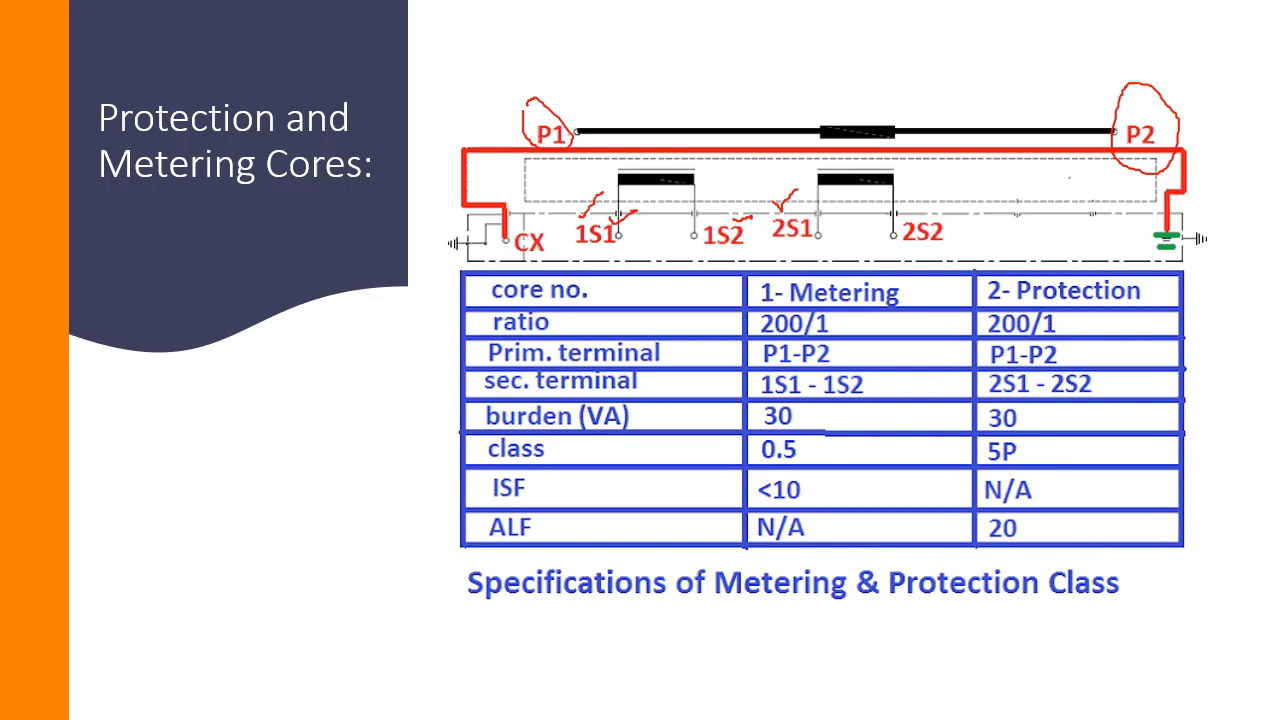 Protection and
Metering Cores:
P1 P2
1S1 1S2 2S1 2S2
CX
core no. 1- Metering 2- Protection
ratio 200/1 200/1
Prim. terminal P1-P2 P1-P2
sec. terminal 1S1 - 1S2 2S1 - 2S2
burden (VA) 30 30
class 0.5 5P
ISF <10 N/A
ALF N/A 20
Specifications of Metering & Protection Class